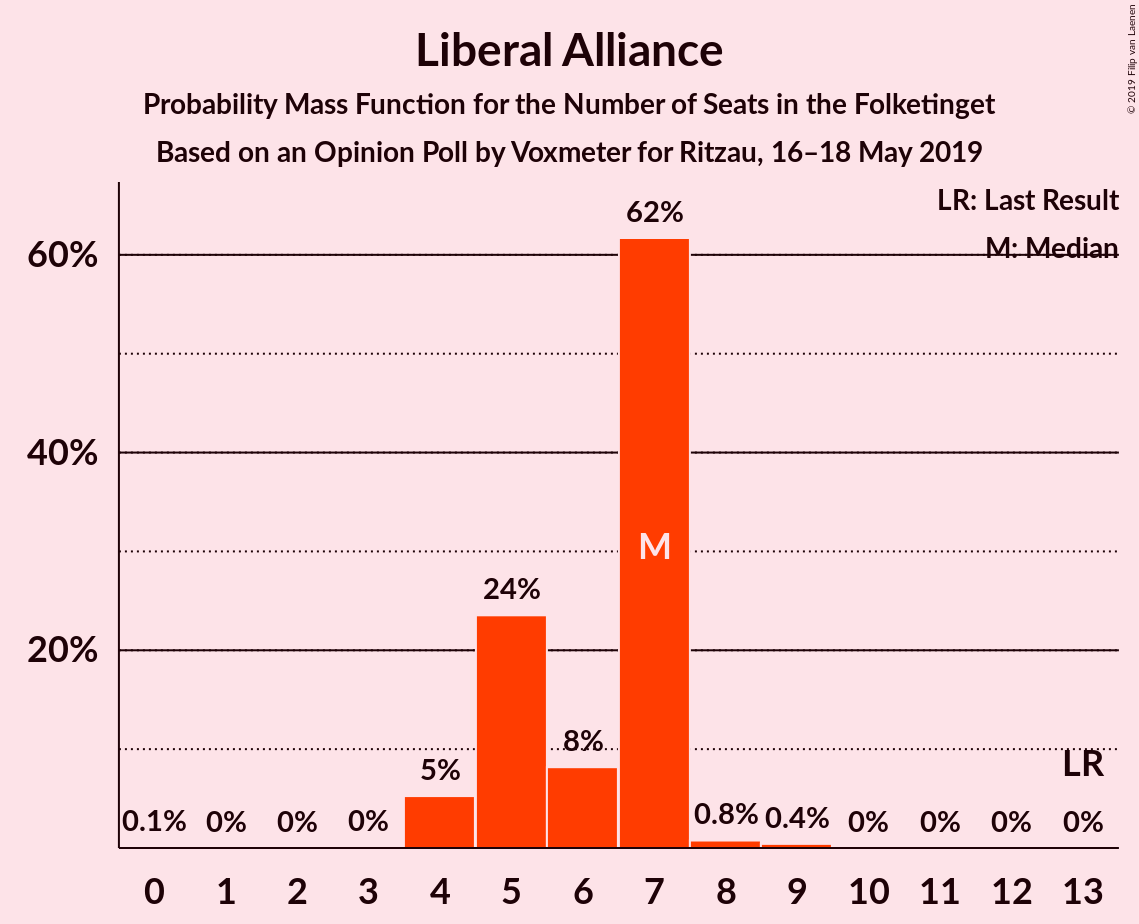 Liberal Alliance
Probability Mass Function for the Number of Seats in the Folketinget
Based on an Opinion Poll by Voxmeter for Ritzau, 16–18 May 2019
© 2019 Filip van Laenen
LR: Last Result
M: Median
60%
40%
20%
0.1% 0% 0% 0% 5% 24% 8% 62% 0.8% 0.4% 0% 0% 0% 0%
M
LR
0 1 2 3 4 5 6 7 8 9 10 11 12 13